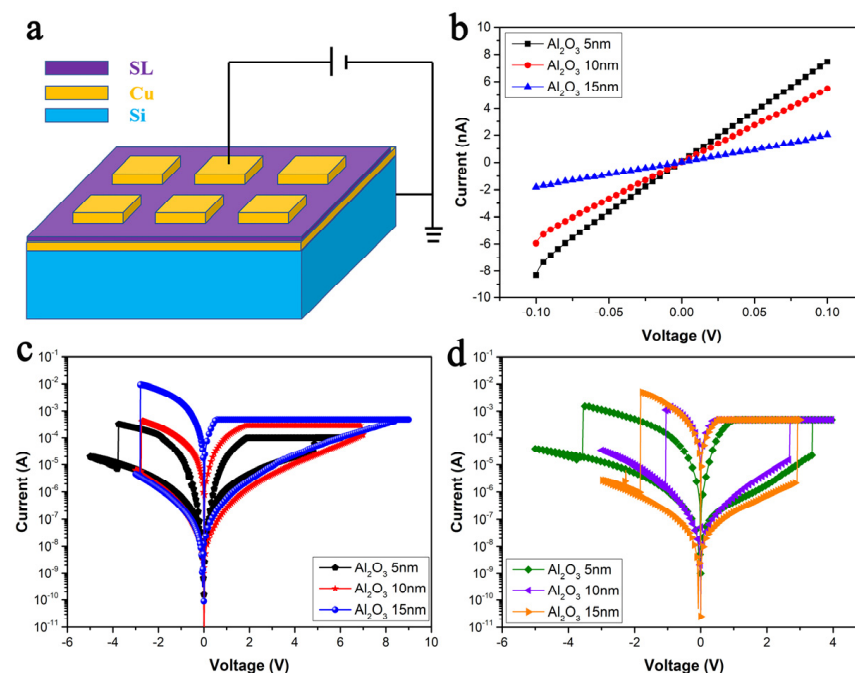 a
SL
Cu
Si
b
Al₂O₃ 5nm
Al₂O₃ 10nm
Al₂O₃ 15nm
8
6
4
2
0
-2
-4
-6
-8
-10
Current (nA)
-0.10
-0.05
0.00
0.05
0.10
Voltage (V)
c
10⁻¹
10⁻²
10⁻³
10⁻⁴
10⁻⁵
10⁻⁶
10⁻⁷
10⁻⁸
10⁻⁹
10⁻¹⁰
10⁻¹¹
Current (A)
Al₂O₃ 5nm
Al₂O₃ 10nm
Al₂O₃ 15nm
-6 -4 -2 0 2 4 6 8 10
Voltage (V)
d
10⁻¹
10⁻²
10⁻³
10⁻⁴
10⁻⁵
10⁻⁶
10⁻⁷
10⁻⁸
10⁻⁹
10⁻¹⁰
10⁻¹¹
Current (A)
Al₂O₃ 5nm
Al₂O₃ 10nm
Al₂O₃ 15nm
-6 -4 -2 0 2 4
Voltage (V)